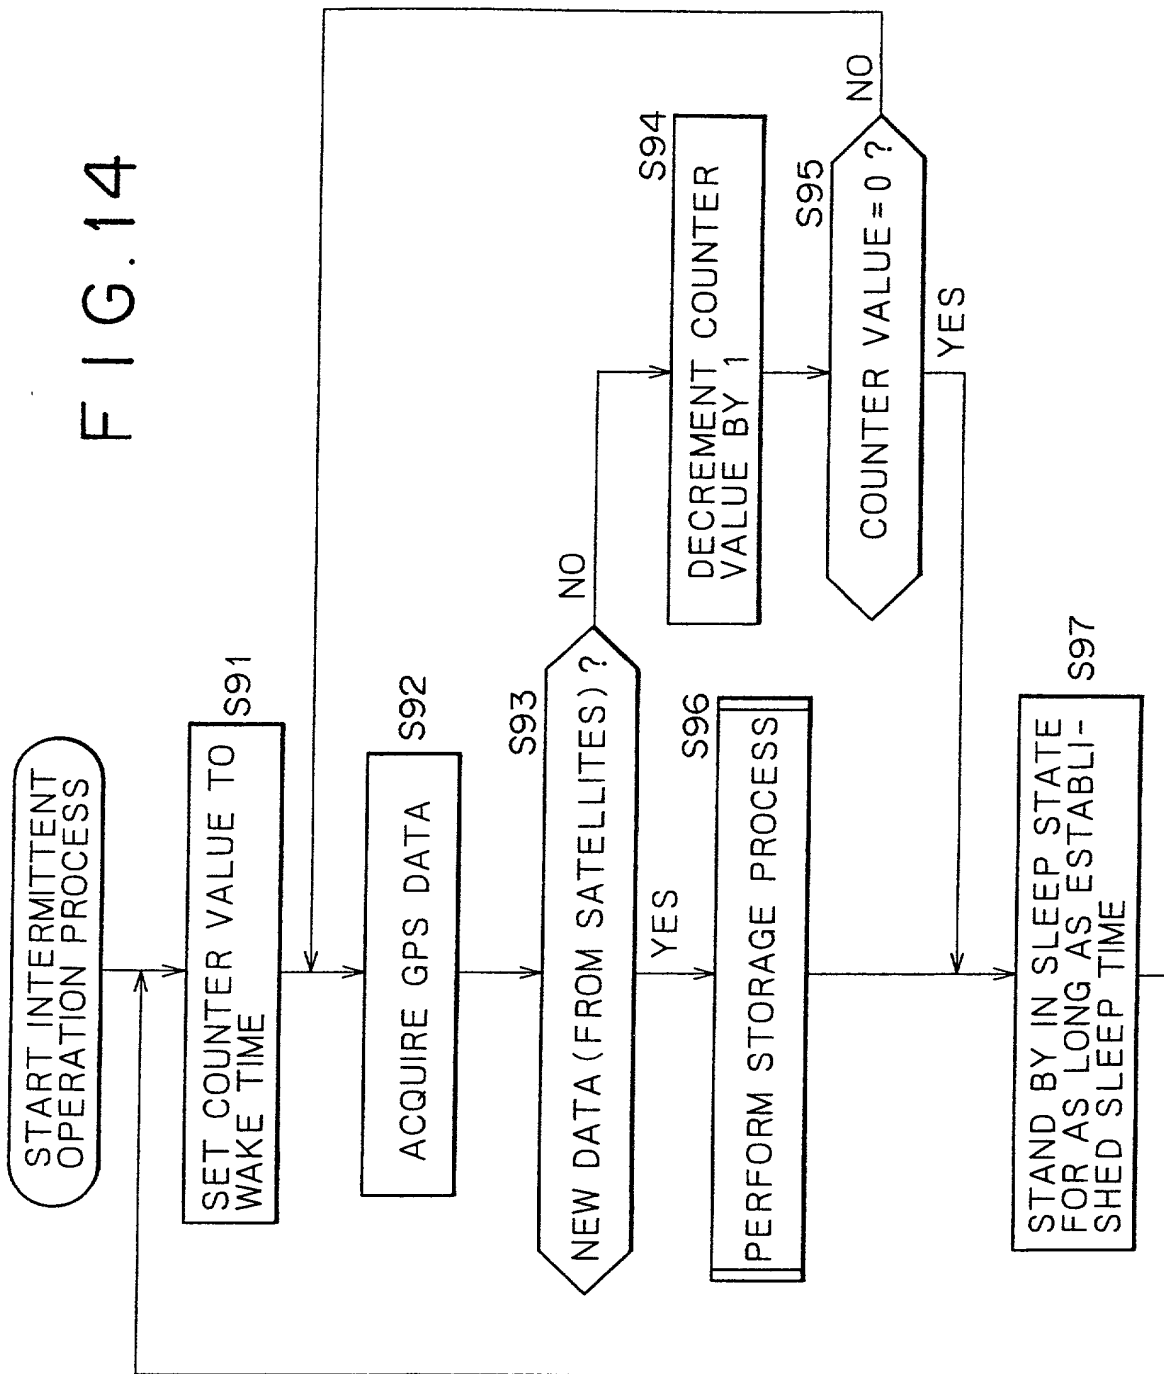 FIG.14
START INTERMITTENT
OPERATION PROCESS
S91
SET COUNTER VALUE TO
WAKE TIME
S92
ACQUIRE GPS DATA
S93
NEW DATA (FROM SATELLITES) ?
NO
YES
S94
DECREMENT COUNTER
VALUE BY 1
S95
COUNTER VALUE=0 ?
NO
YES
S96
PERFORM STORAGE PROCESS
S97
STAND BY IN SLEEP STATE
FOR AS LONG AS ESTABLI-
SHED SLEEP TIME